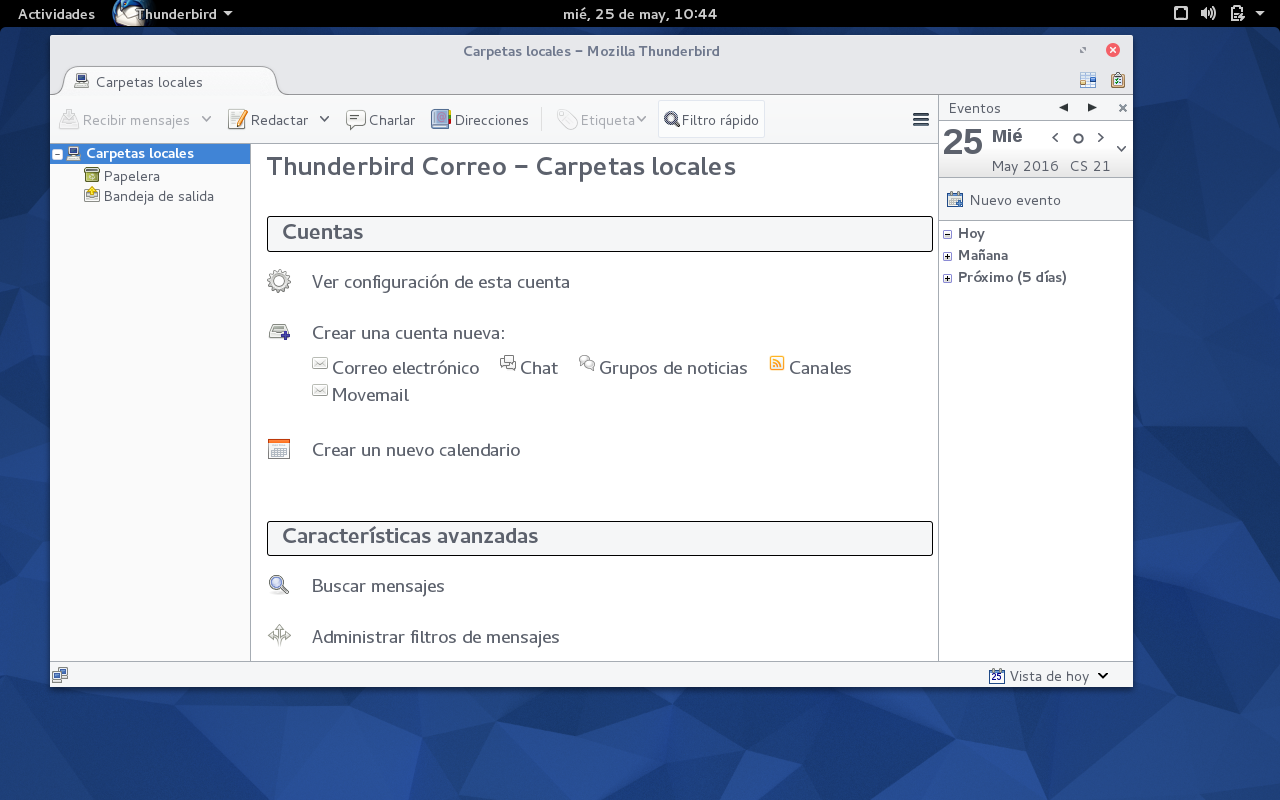 Actividades Thunderbird mié, 25 de may, 10:44
Carpetas locales – Mozilla Thunderbird
Carpetas locales
Recibir mensajes Redactar Charlar Direcciones Etiqueta Filtro rápido
Eventos
25 Mié
May 2016 CS 21
Nuevo evento
Hoy
Mañana
Próximo (5 días)
Carpetas locales
Papelera
Bandeja de salida
Thunderbird Correo – Carpetas locales
Cuentas
Ver configuración de esta cuenta
Crear una cuenta nueva:
Correo electrónico Chat Grupos de noticias Canales
Movemail
Crear un nuevo calendario
Características avanzadas
Buscar mensajes
Administrar filtros de mensajes
25 Vista de hoy